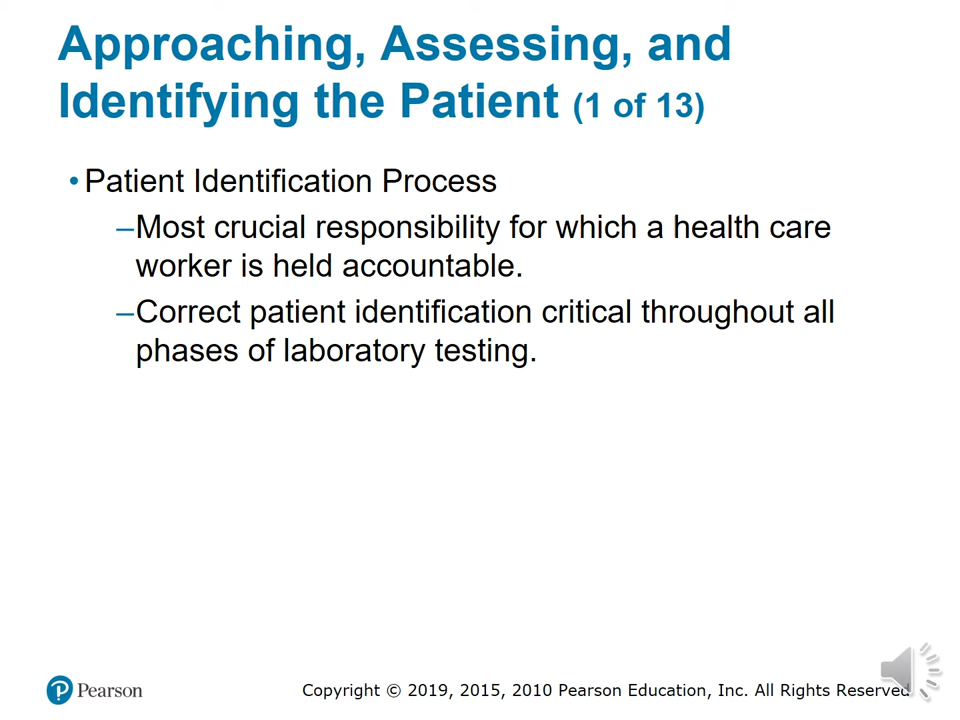 Approaching, Assessing, and
Identifying the Patient (1 of 13)
• Patient Identification Process
–Most crucial responsibility for which a health care
worker is held accountable.
–Correct patient identification critical throughout all
phases of laboratory testing.
Pearson
Copyright © 2019, 2015, 2010 Pearson Education, Inc. All Rights Reserved